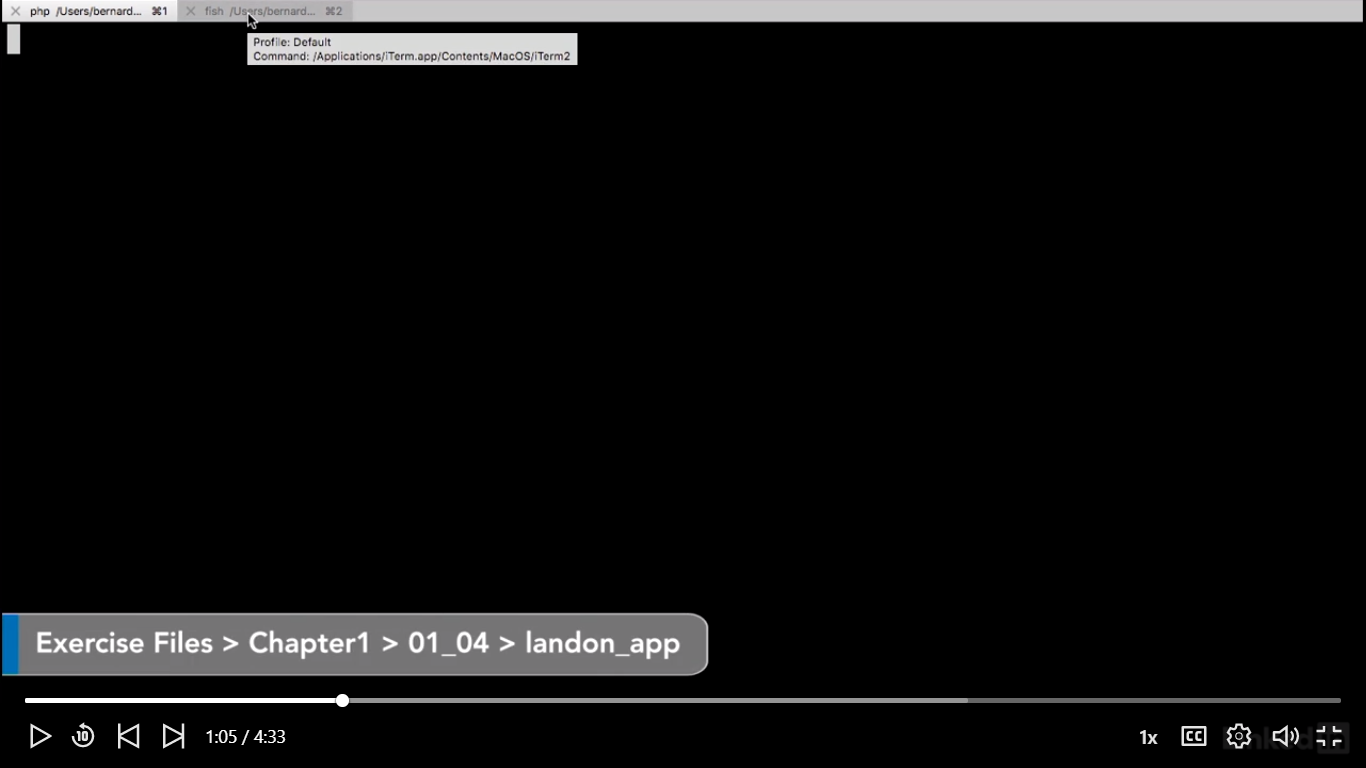 php /Users/bernard... ⌘1 fish /Users/bernard... ⌘2
Profile: Default
Command: /Applications/iTerm.app/Contents/MacOS/iTerm2
Exercise Files > Chapter1 > 01_04 > landon_app
10 1:05 / 4:33 1x CC